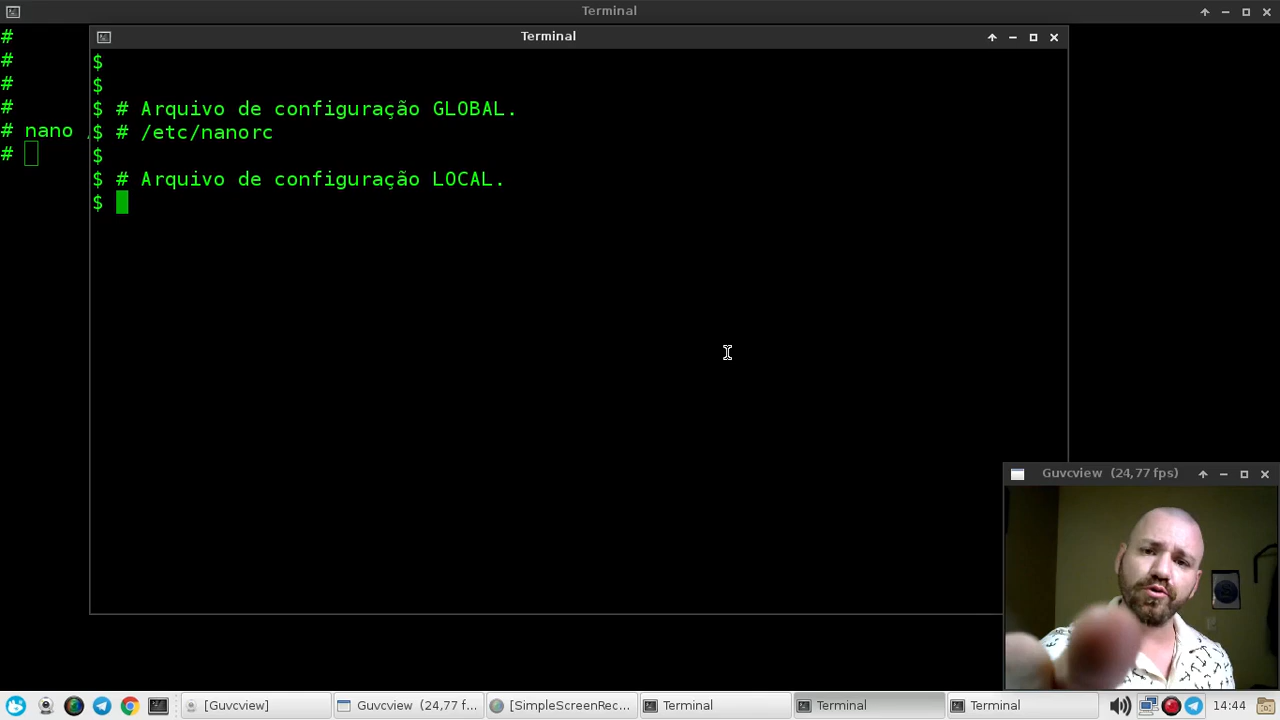 Terminal
#
#
#
#
# nano
#
Terminal
$
$
$ # Arquivo de configuração GLOBAL.
$ # /etc/nanorc
$
$ # Arquivo de configuração LOCAL.
$
Guvcview (24,77 fps)
[Guvcview]
Guvcview (24,77 f...
[SimpleScreenRec...
Terminal
Terminal
Terminal
14:44